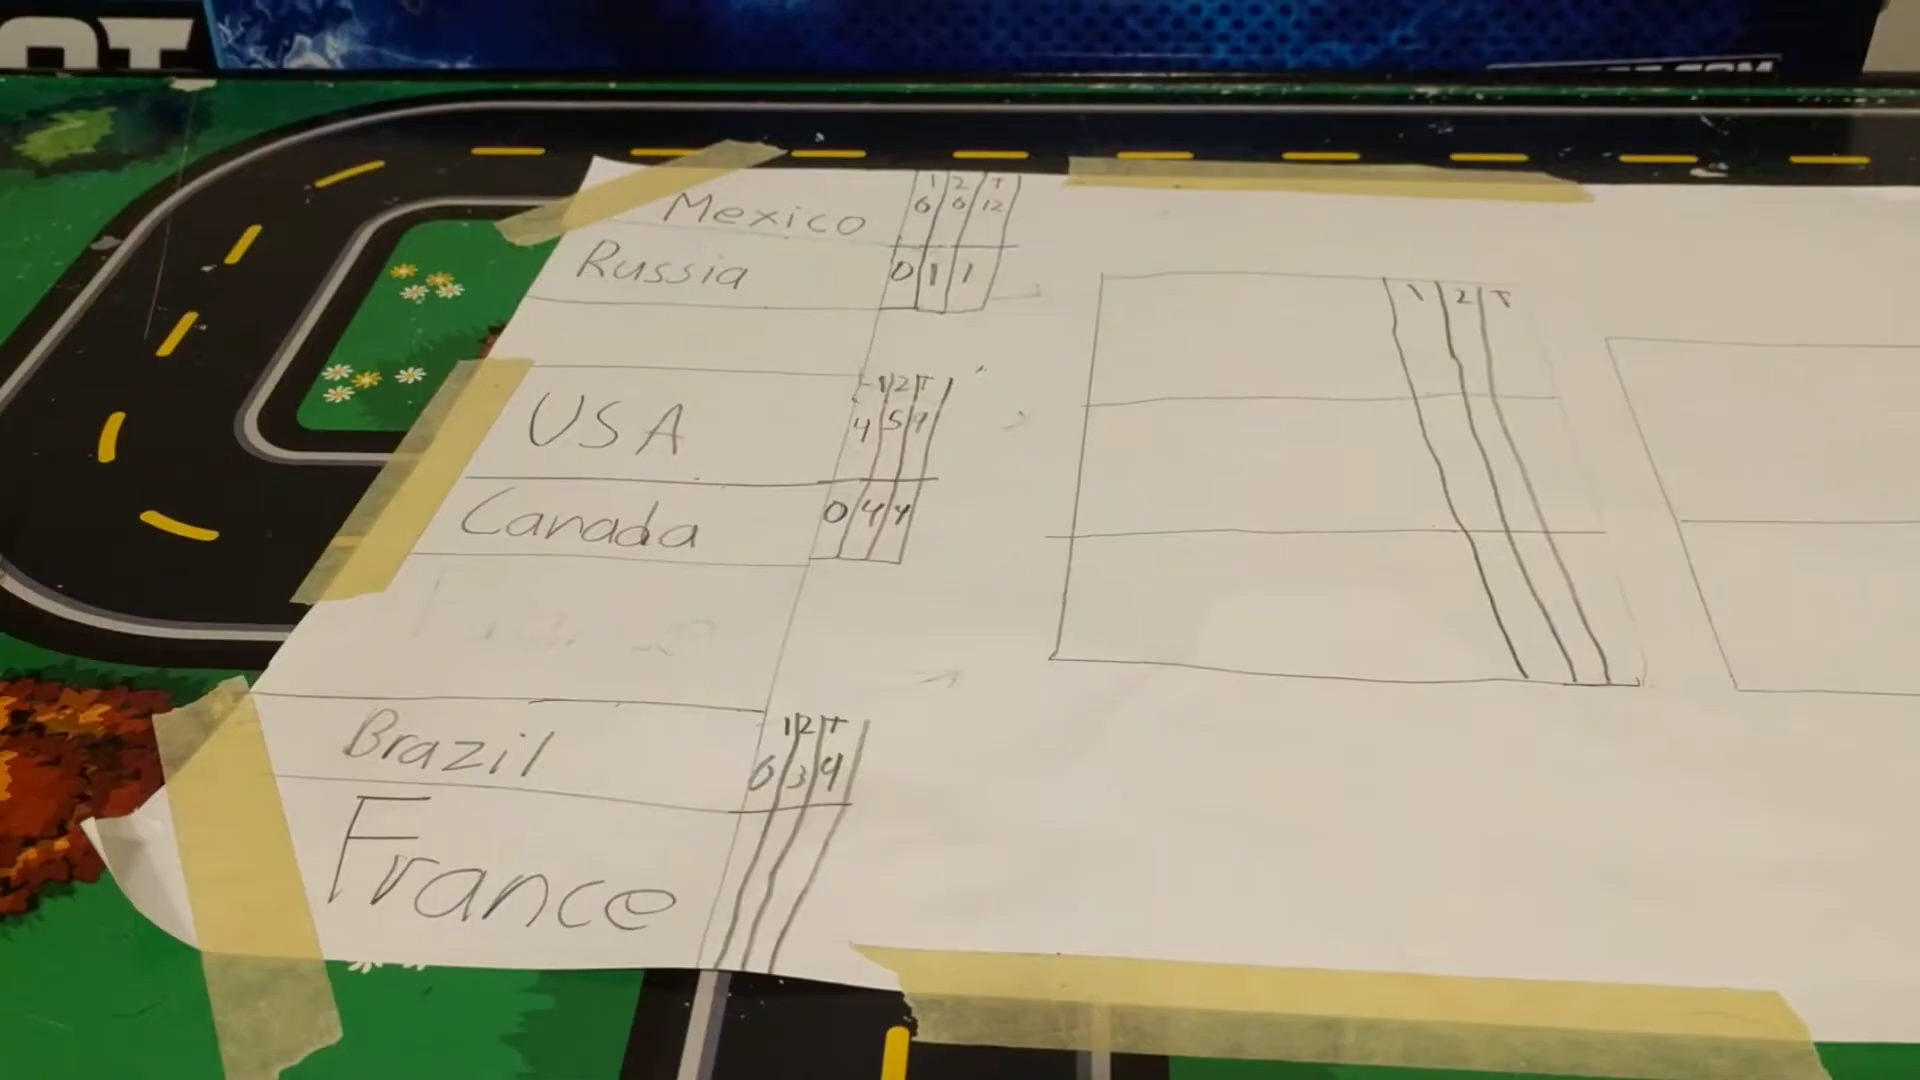 1 2 T
Mexico 6 6 12
Russia 0 1 1
1 2 T
USA 4 5 9
Canada 0 4 4
1 2 T
Brazil 6 3 9
France
1 2 T